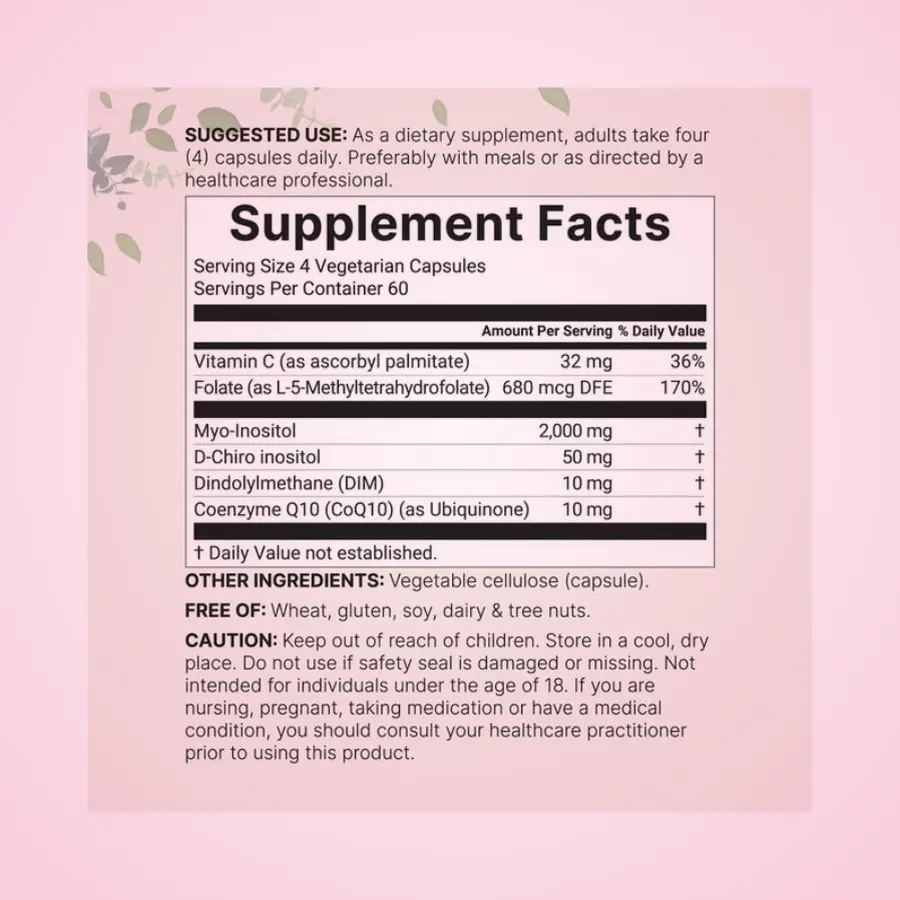 SUGGESTED USE: As a dietary supplement, adults take four
(4) capsules daily. Preferably with meals or as directed by a
healthcare professional.
Supplement Facts
Serving Size 4 Vegetarian Capsules
Servings Per Container 60
Amount Per Serving % Daily Value
Vitamin C (as ascorbyl palmitate) 32 mg 36%
Folate (as L-5-Methyltetrahydrofolate) 680 mcg DFE 170%
Myo-Inositol 2,000 mg †
D-Chiro inositol 50 mg †
Dindolylmethane (DIM) 10 mg †
Coenzyme Q10 (CoQ10) (as Ubiquinone) 10 mg †
† Daily Value not established.
OTHER INGREDIENTS: Vegetable cellulose (capsule).
FREE OF: Wheat, gluten, soy, dairy & tree nuts.
CAUTION: Keep out of reach of children. Store in a cool, dry
place. Do not use if safety seal is damaged or missing. Not
intended for individuals under the age of 18. If you are
nursing, pregnant, taking medication or have a medical
condition, you should consult your healthcare practitioner
prior to using this product.